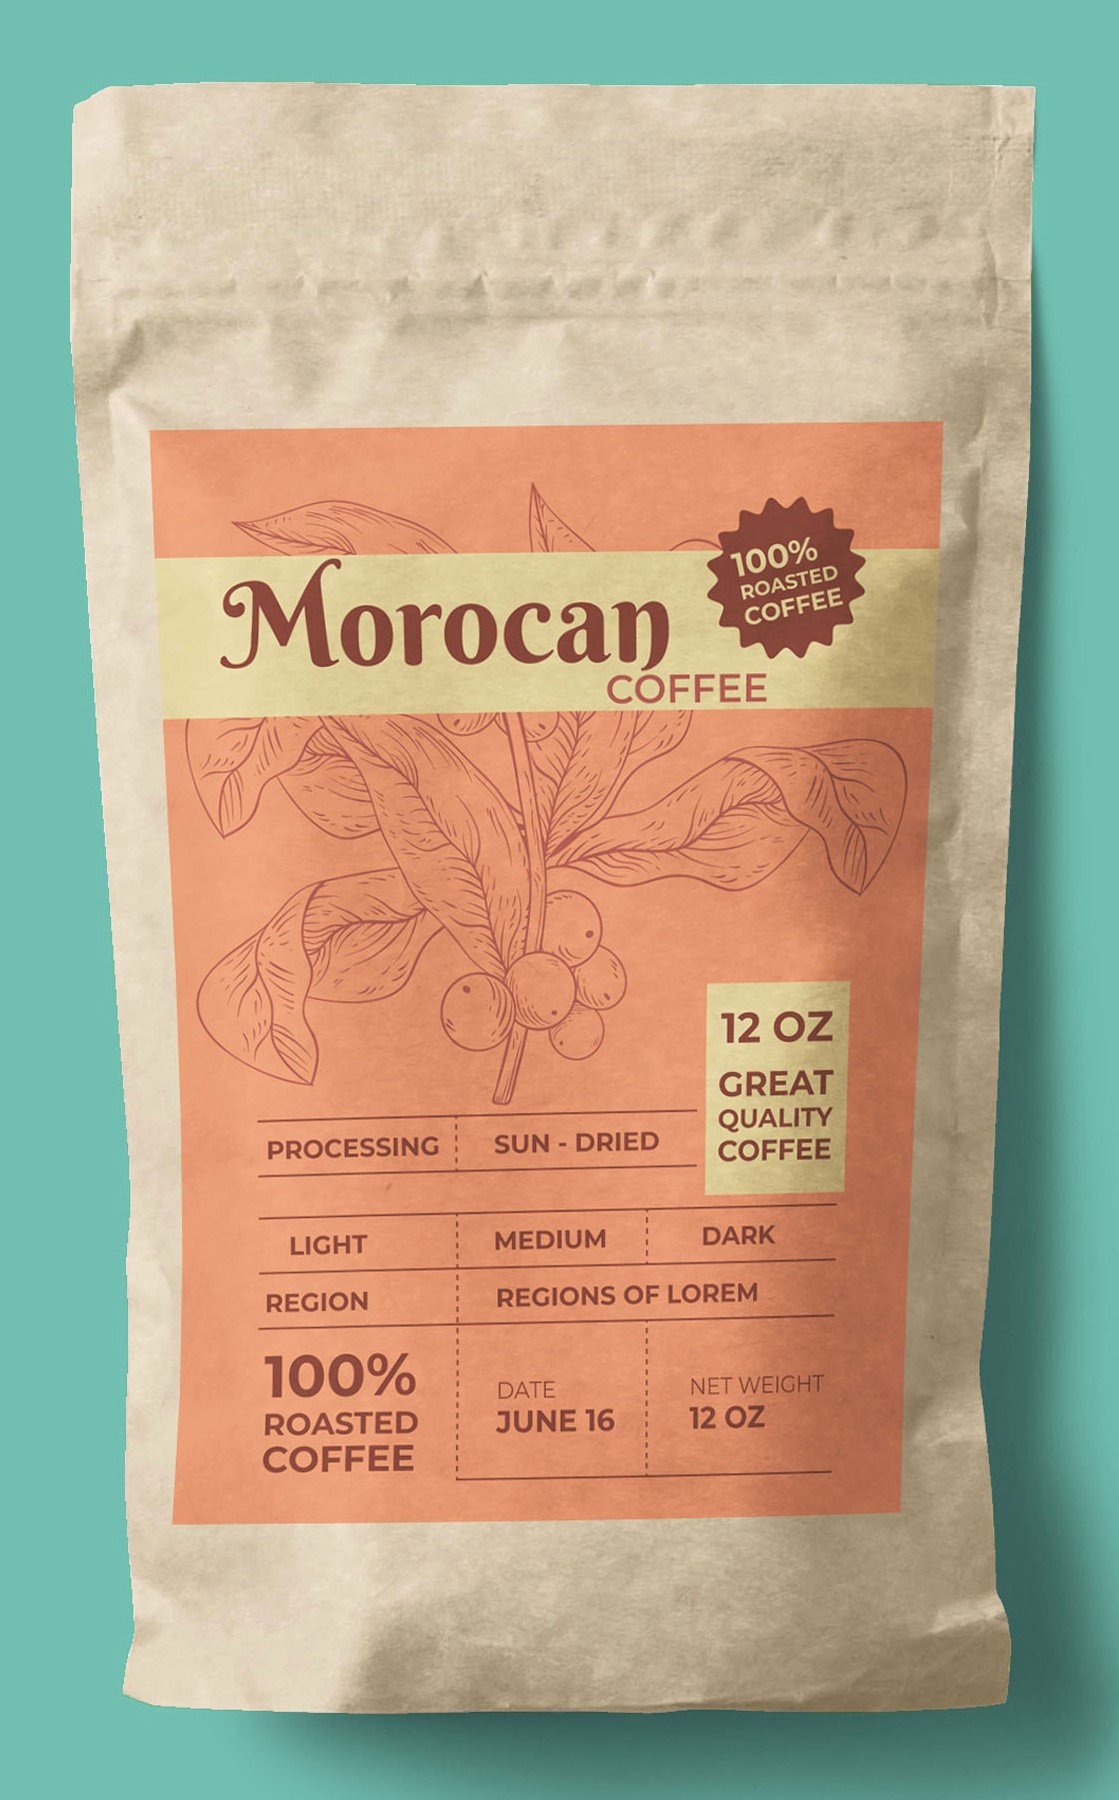 Morocan
COFFEE
100%
ROASTED
COFFEE
12 OZ
GREAT
QUALITY
COFFEE
PROCESSING SUN - DRIED
LIGHT MEDIUM DARK
REGION REGIONS OF LOREM
100%
ROASTED
COFFEE
DATE
JUNE 16
NET WEIGHT
12 OZ